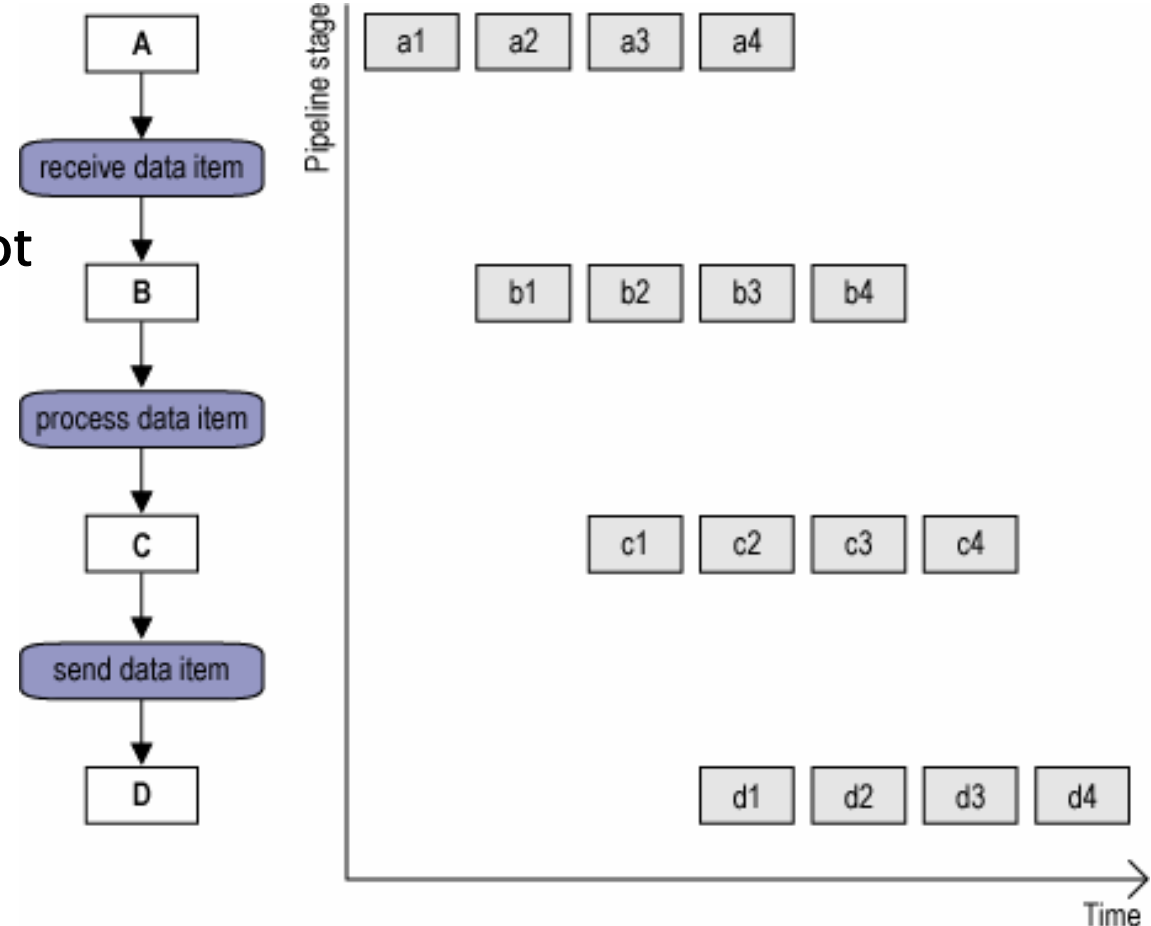 A
receive data item
ot
B
process data item
C
send data item
D
Pipeline stage
a1 a2 a3 a4
b1 b2 b3 b4
c1 c2 c3 c4
d1 d2 d3 d4
Time